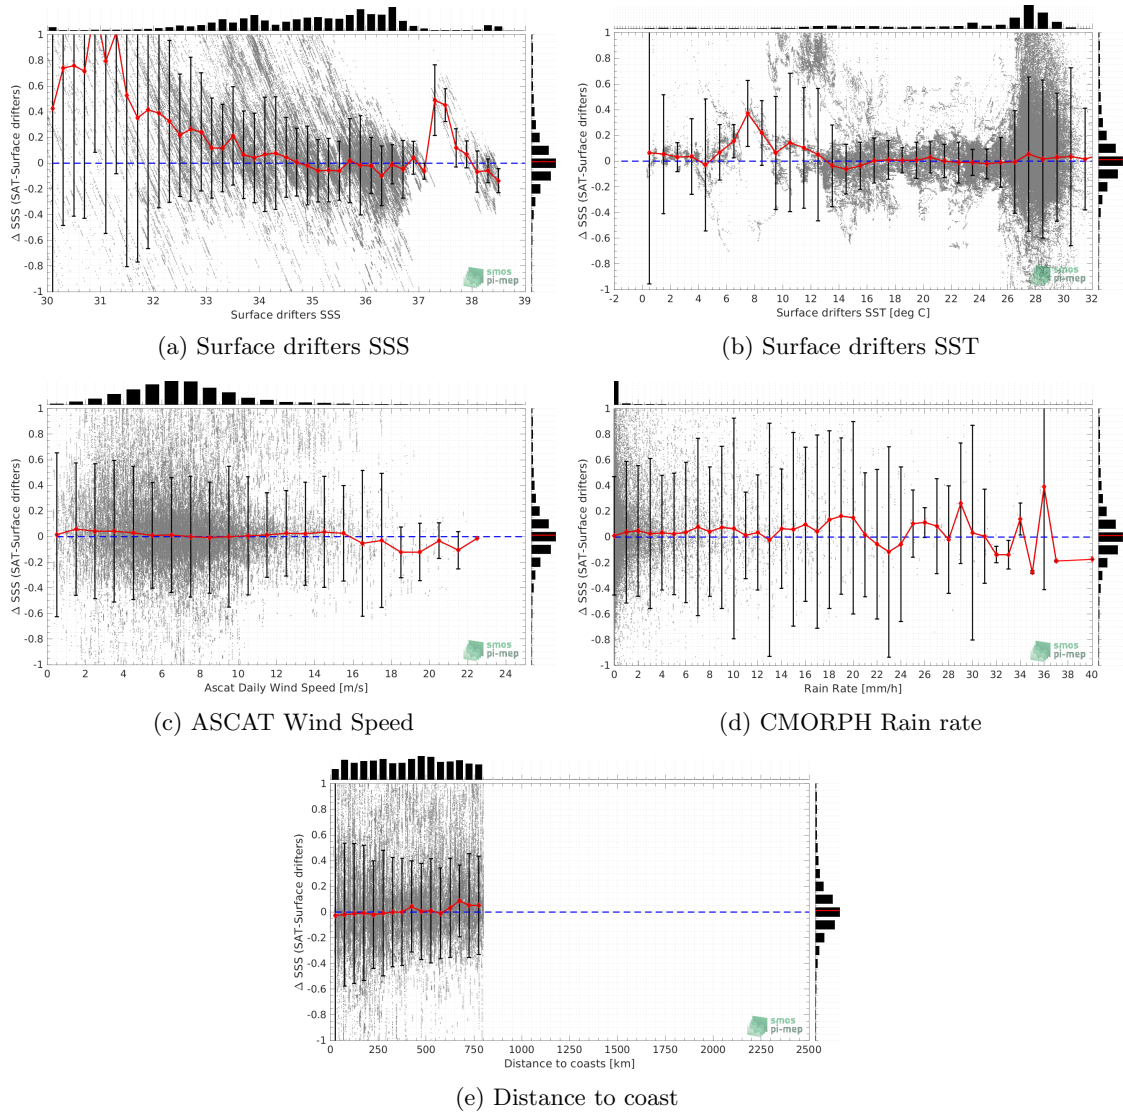 1
0.8
0.6
0.4
0.2
0
-0.2
-0.4
-0.6
-0.8
-1
Δ SSS (SAT-Surface drifters)
30 31 32 33 34 35 36 37 38 39
Surface drifters SSS
smos
pi-mep
(a) Surface drifters SSS
1
0.8
0.6
0.4
0.2
0
-0.2
-0.4
-0.6
-0.8
-1
Δ SSS (SAT-Surface drifters)
-2 0 2 4 6 8 10 12 14 16 18 20 22 24 26 28 30 32
Surface drifters SST [deg C]
smos
pi-mep
(b) Surface drifters SST
1
0.8
0.6
0.4
0.2
0
-0.2
-0.4
-0.6
-0.8
-1
Δ SSS (SAT-Surface drifters)
0 2 4 6 8 10 12 14 16 18 20 22 24
Ascat Daily Wind Speed [m/s]
smos
pi-mep
(c) ASCAT Wind Speed
1
0.8
0.6
0.4
0.2
0
-0.2
-0.4
-0.6
-0.8
-1
Δ SSS (SAT-Surface drifters)
0 2 4 6 8 10 12 14 16 18 20 22 24 26 28 30 32 34 36 38 40
Rain Rate [mm/h]
smos
pi-mep
(d) CMORPH Rain rate
1
0.8
0.6
0.4
0.2
0
-0.2
-0.4
-0.6
-0.8
-1
Δ SSS (SAT-Surface drifters)
0 250 500 750 1000 1250 1500 1750 2000 2250 2500
Distance to coasts [km]
smos
pi-mep
(e) Distance to coast